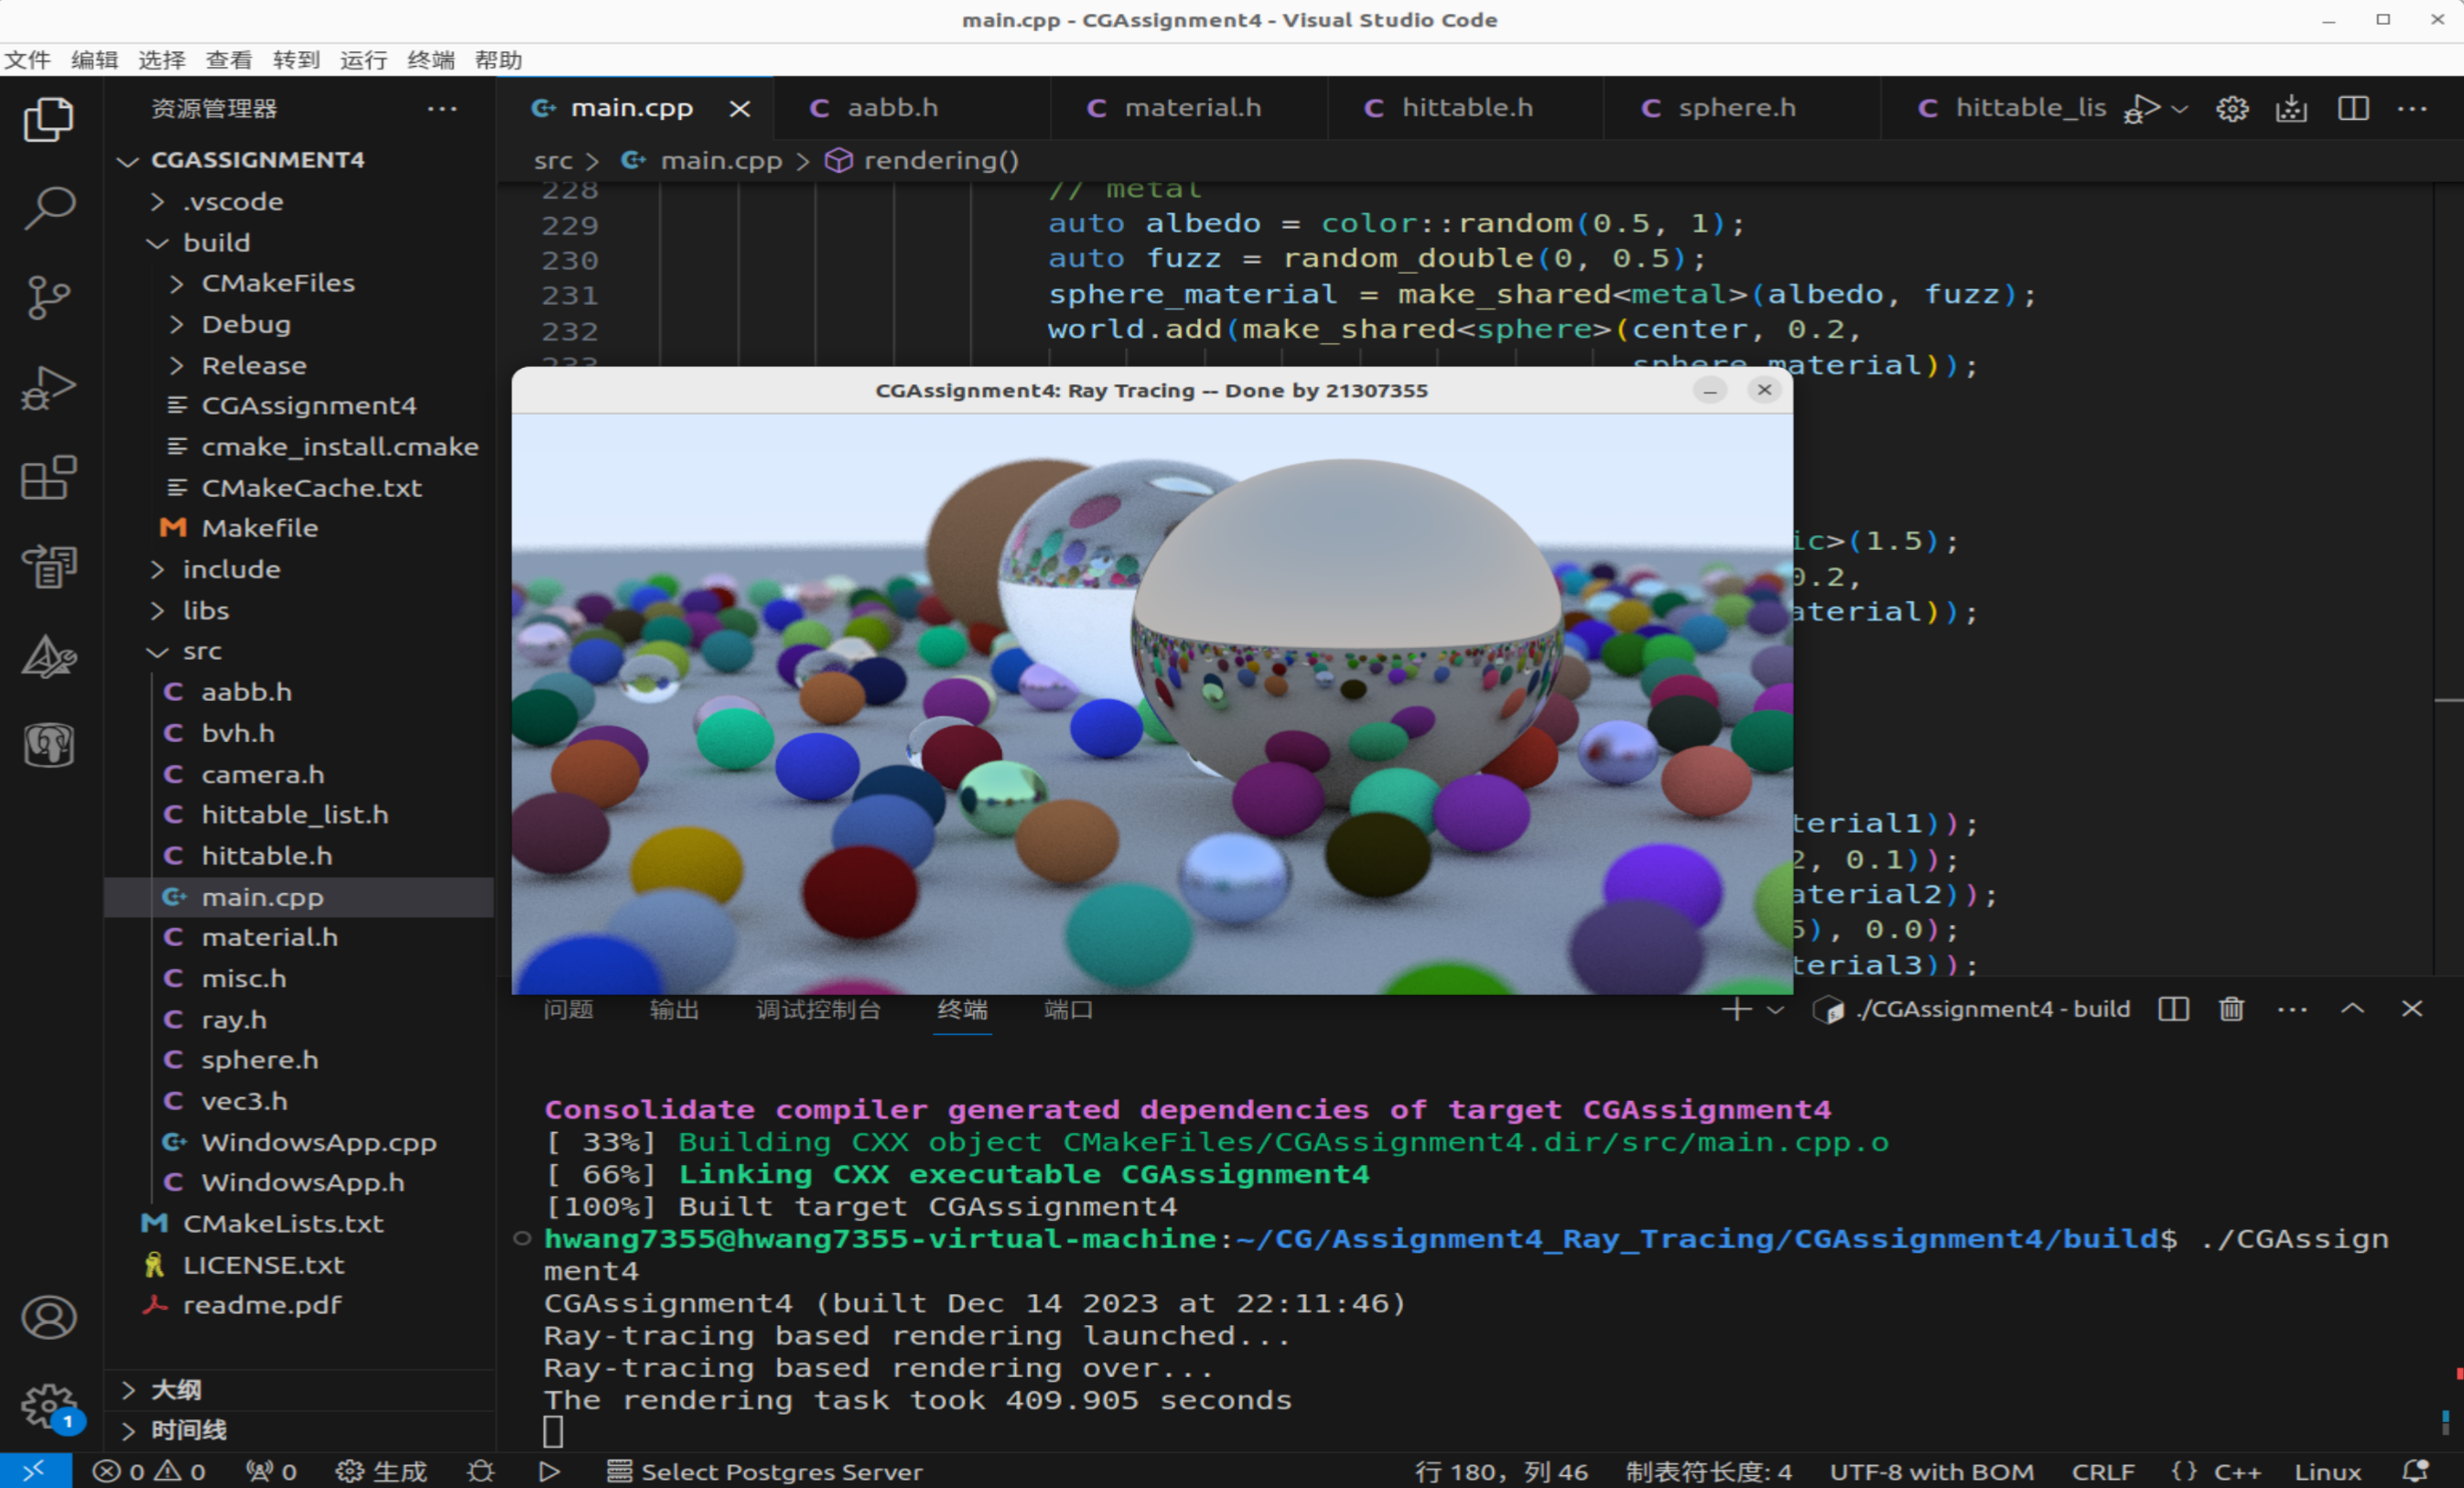 main.cpp - CGAssignment4 - Visual Studio Code
文件 编辑 选择 查看 转到 运行 终端 帮助
资源管理器
CGASSIGNMENT4
.vscode
build
CMakeFiles
Debug
Release
CGAssignment4
cmake_install.cmake
CMakeCache.txt
Makefile
include
libs
src
aabb.h
bvh.h
camera.h
hittable_list.h
hittable.h
main.cpp
material.h
misc.h
ray.h
sphere.h
vec3.h
WindowsApp.cpp
WindowsApp.h
CMakeLists.txt
LICENSE.txt
readme.pdf
大纲
时间线
main.cpp aabb.h material.h hittable.h sphere.h hittable_lis
src > main.cpp > rendering()
228 // metal
229 auto albedo = color::random(0.5, 1);
230 auto fuzz = random_double(0, 0.5);
231 sphere_material = make_shared<metal>(albedo, fuzz);
232 world.add(make_shared<sphere>(center, 0.2,
233 sphere_material));
CGAssignment4: Ray Tracing -- Done by 21307355
ic>(1.5);
0.2,
aterial));
terial1));
2, 0.1));
aterial2));
5), 0.0);
terial3));
问题 输出 调试控制台 终端 端口 ./CGAssignment4 - build
Consolidate compiler generated dependencies of target CGAssignment4
[ 33%] Building CXX object CMakeFiles/CGAssignment4.dir/src/main.cpp.o
[ 66%] Linking CXX executable CGAssignment4
[100%] Built target CGAssignment4
hwang7355@hwang7355-virtual-machine:~/CG/Assignment4_Ray_Tracing/CGAssignment4/build$ ./CGAssign
ment4
CGAssignment4 (built Dec 14 2023 at 22:11:46)
Ray-tracing based rendering launched...
Ray-tracing based rendering over...
The rendering task took 409.905 seconds
1
0 0 0 生成 Select Postgres Server 行 180，列 46 制表符长度: 4 UTF-8 with BOM CRLF {} C++ Linux